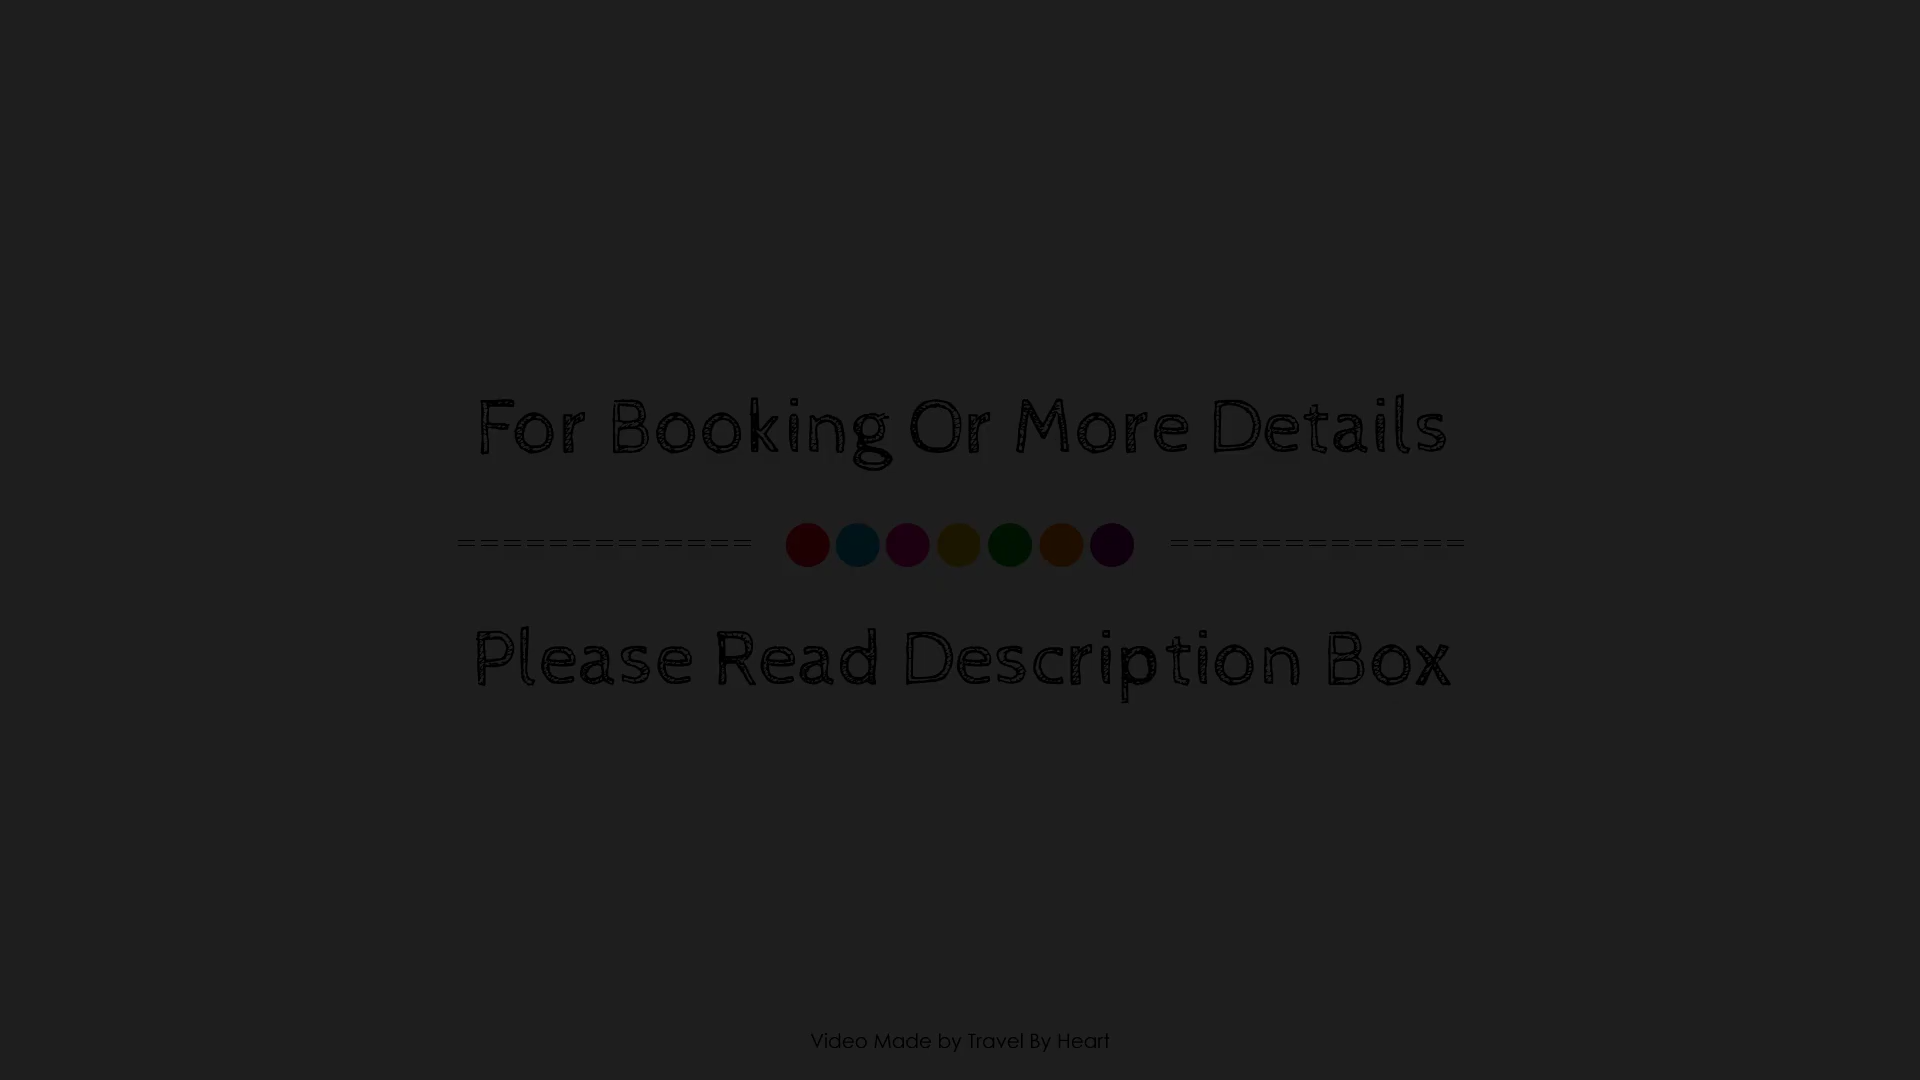 For Booking Or More Details
============= =============
Please Read Description Box
Video Made by Travel By Heart